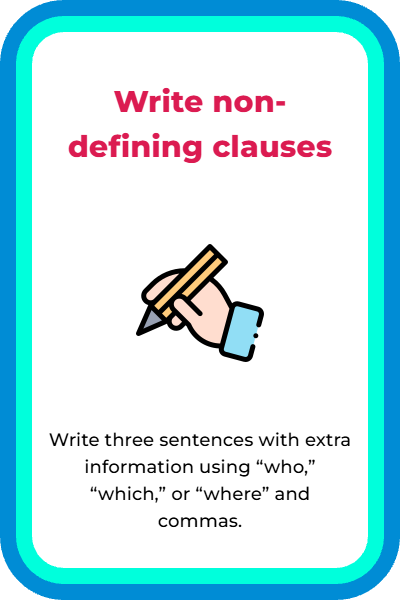 Write non-
defining clauses
Write three sentences with extra
information using “who,”
“which,” or “where” and
commas.